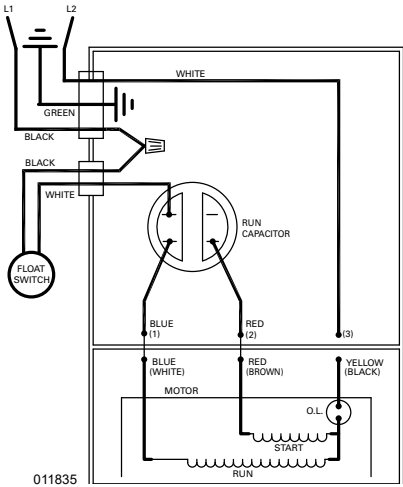 L1
L2
WHITE
GREEN
BLACK
BLACK
WHITE
RUN
CAPACITOR
FLOAT
SWITCH
BLUE
(1)
RED
(2)
(3)
BLUE
(WHITE)
RED
(BROWN)
YELLOW
(BLACK)
MOTOR
O.L.
START
RUN
011835